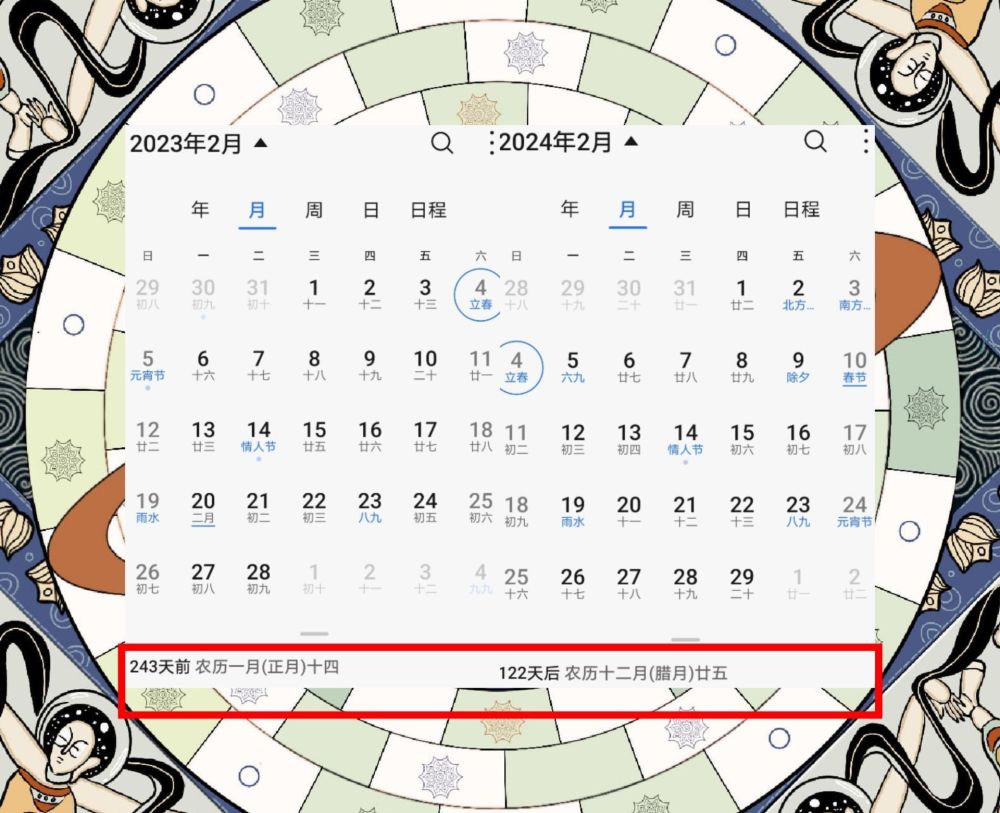 2023年2月
年 月 周 日 日程
日 一 二 三 四 五 六
29 30 31 1 2 3 4
初八 初九 初十 十一 十二 十三 立春
5 6 7 8 9 10 11
元宵节 十六 十七 十八 十九 二十 廿一
12 13 14 15 16 17 18
廿二 廿三 情人节 廿五 廿六 廿七 廿八
19 20 21 22 23 24 25
雨水 二月 初二 初三 八九 初五 初六
26 27 28 1 2 3 4
初七 初八 初九 初十 十一 十二 九九
243天前 农历一月(正月)十四
2024年2月
年 月 周 日 日程
日 一 二 三 四 五 六
28 29 30 31 1 2 3
十八 十九 二十 廿一 廿二 北方... 南方...
4 5 6 7 8 9 10
立春 六九 廿七 廿八 廿九 除夕 春节
11 12 13 14 15 16 17
初二 初三 初四 情人节 初六 初七 初八
18 19 20 21 22 23 24
初九 雨水 十一 十二 十三 八九 元宵节
25 26 27 28 29 1 2
十六 十七 十八 十九 二十 廿一 廿二
122天后 农历十二月(腊月)廿五